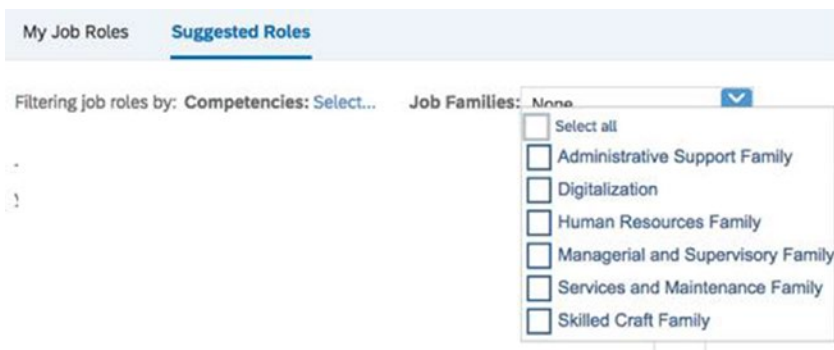 My Job Roles Suggested Roles
Filtering job roles by: Competencies: Select... Job Families: None
Select all
Administrative Support Family
Digitalization
Human Resources Family
Managerial and Supervisory Family
Services and Maintenance Family
Skilled Craft Family